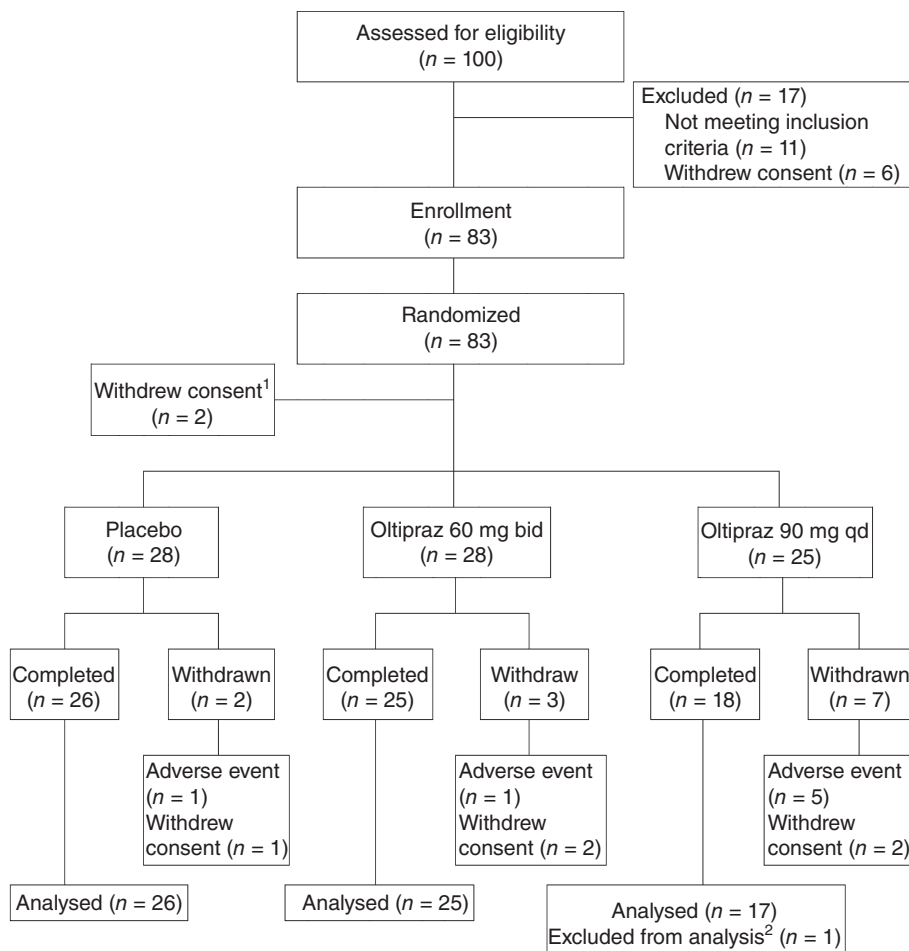 Assessed for eligibility
(n = 100)
Excluded (n = 17)
Not meeting inclusion
criteria (n = 11)
Withdrew consent (n = 6)
Enrollment
(n = 83)
Randomized
(n = 83)
Withdrew consent¹
(n = 2)
Placebo
(n = 28)
Oltipraz 60 mg bid
(n = 28)
Oltipraz 90 mg qd
(n = 25)
Completed
(n = 26)
Withdrawn
(n = 2)
Completed
(n = 25)
Withdraw
(n = 3)
Completed
(n = 18)
Withdrawn
(n = 7)
Adverse event
(n = 1)
Withdrew
consent (n = 1)
Adverse event
(n = 1)
Withdrew
consent (n = 2)
Adverse event
(n = 5)
Withdrew
consent (n = 2)
Analysed (n = 26)
Analysed (n = 25)
Analysed (n = 17)
Excluded from analysis² (n = 1)